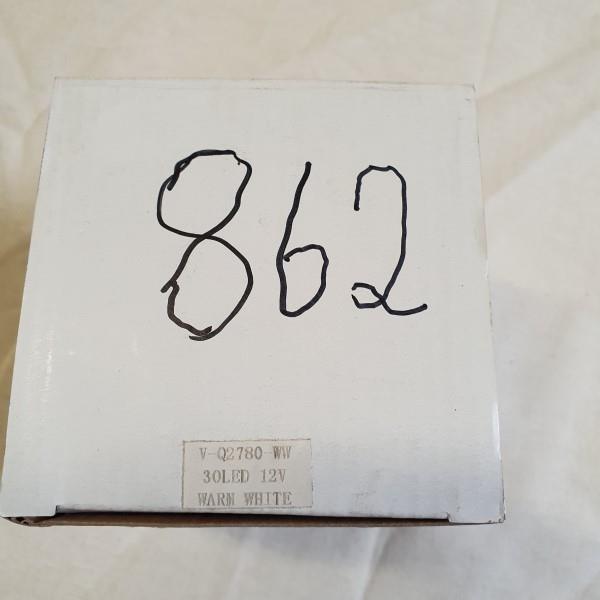 862
V-Q2780-WW
30LED 12V
WARM WHITE